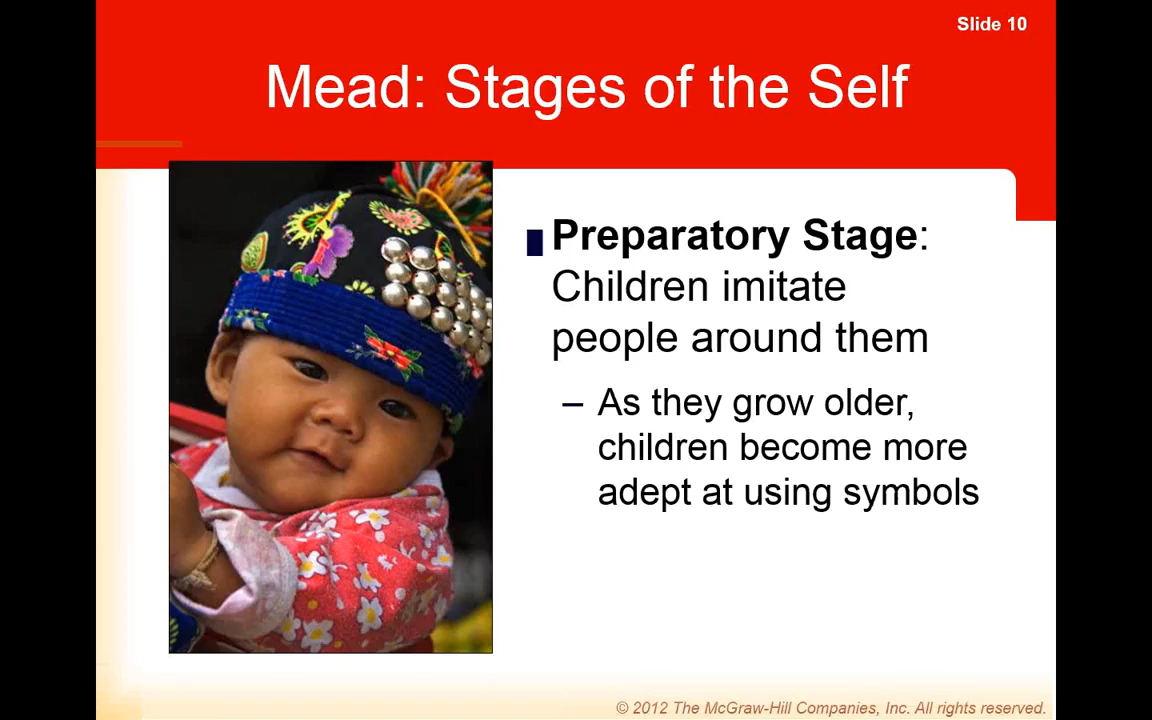 Slide 10
Mead: Stages of the Self
Preparatory Stage:
Children imitate
people around them
– As they grow older,
children become more
adept at using symbols
© 2012 The McGraw-Hill Companies, Inc. All rights reserved.